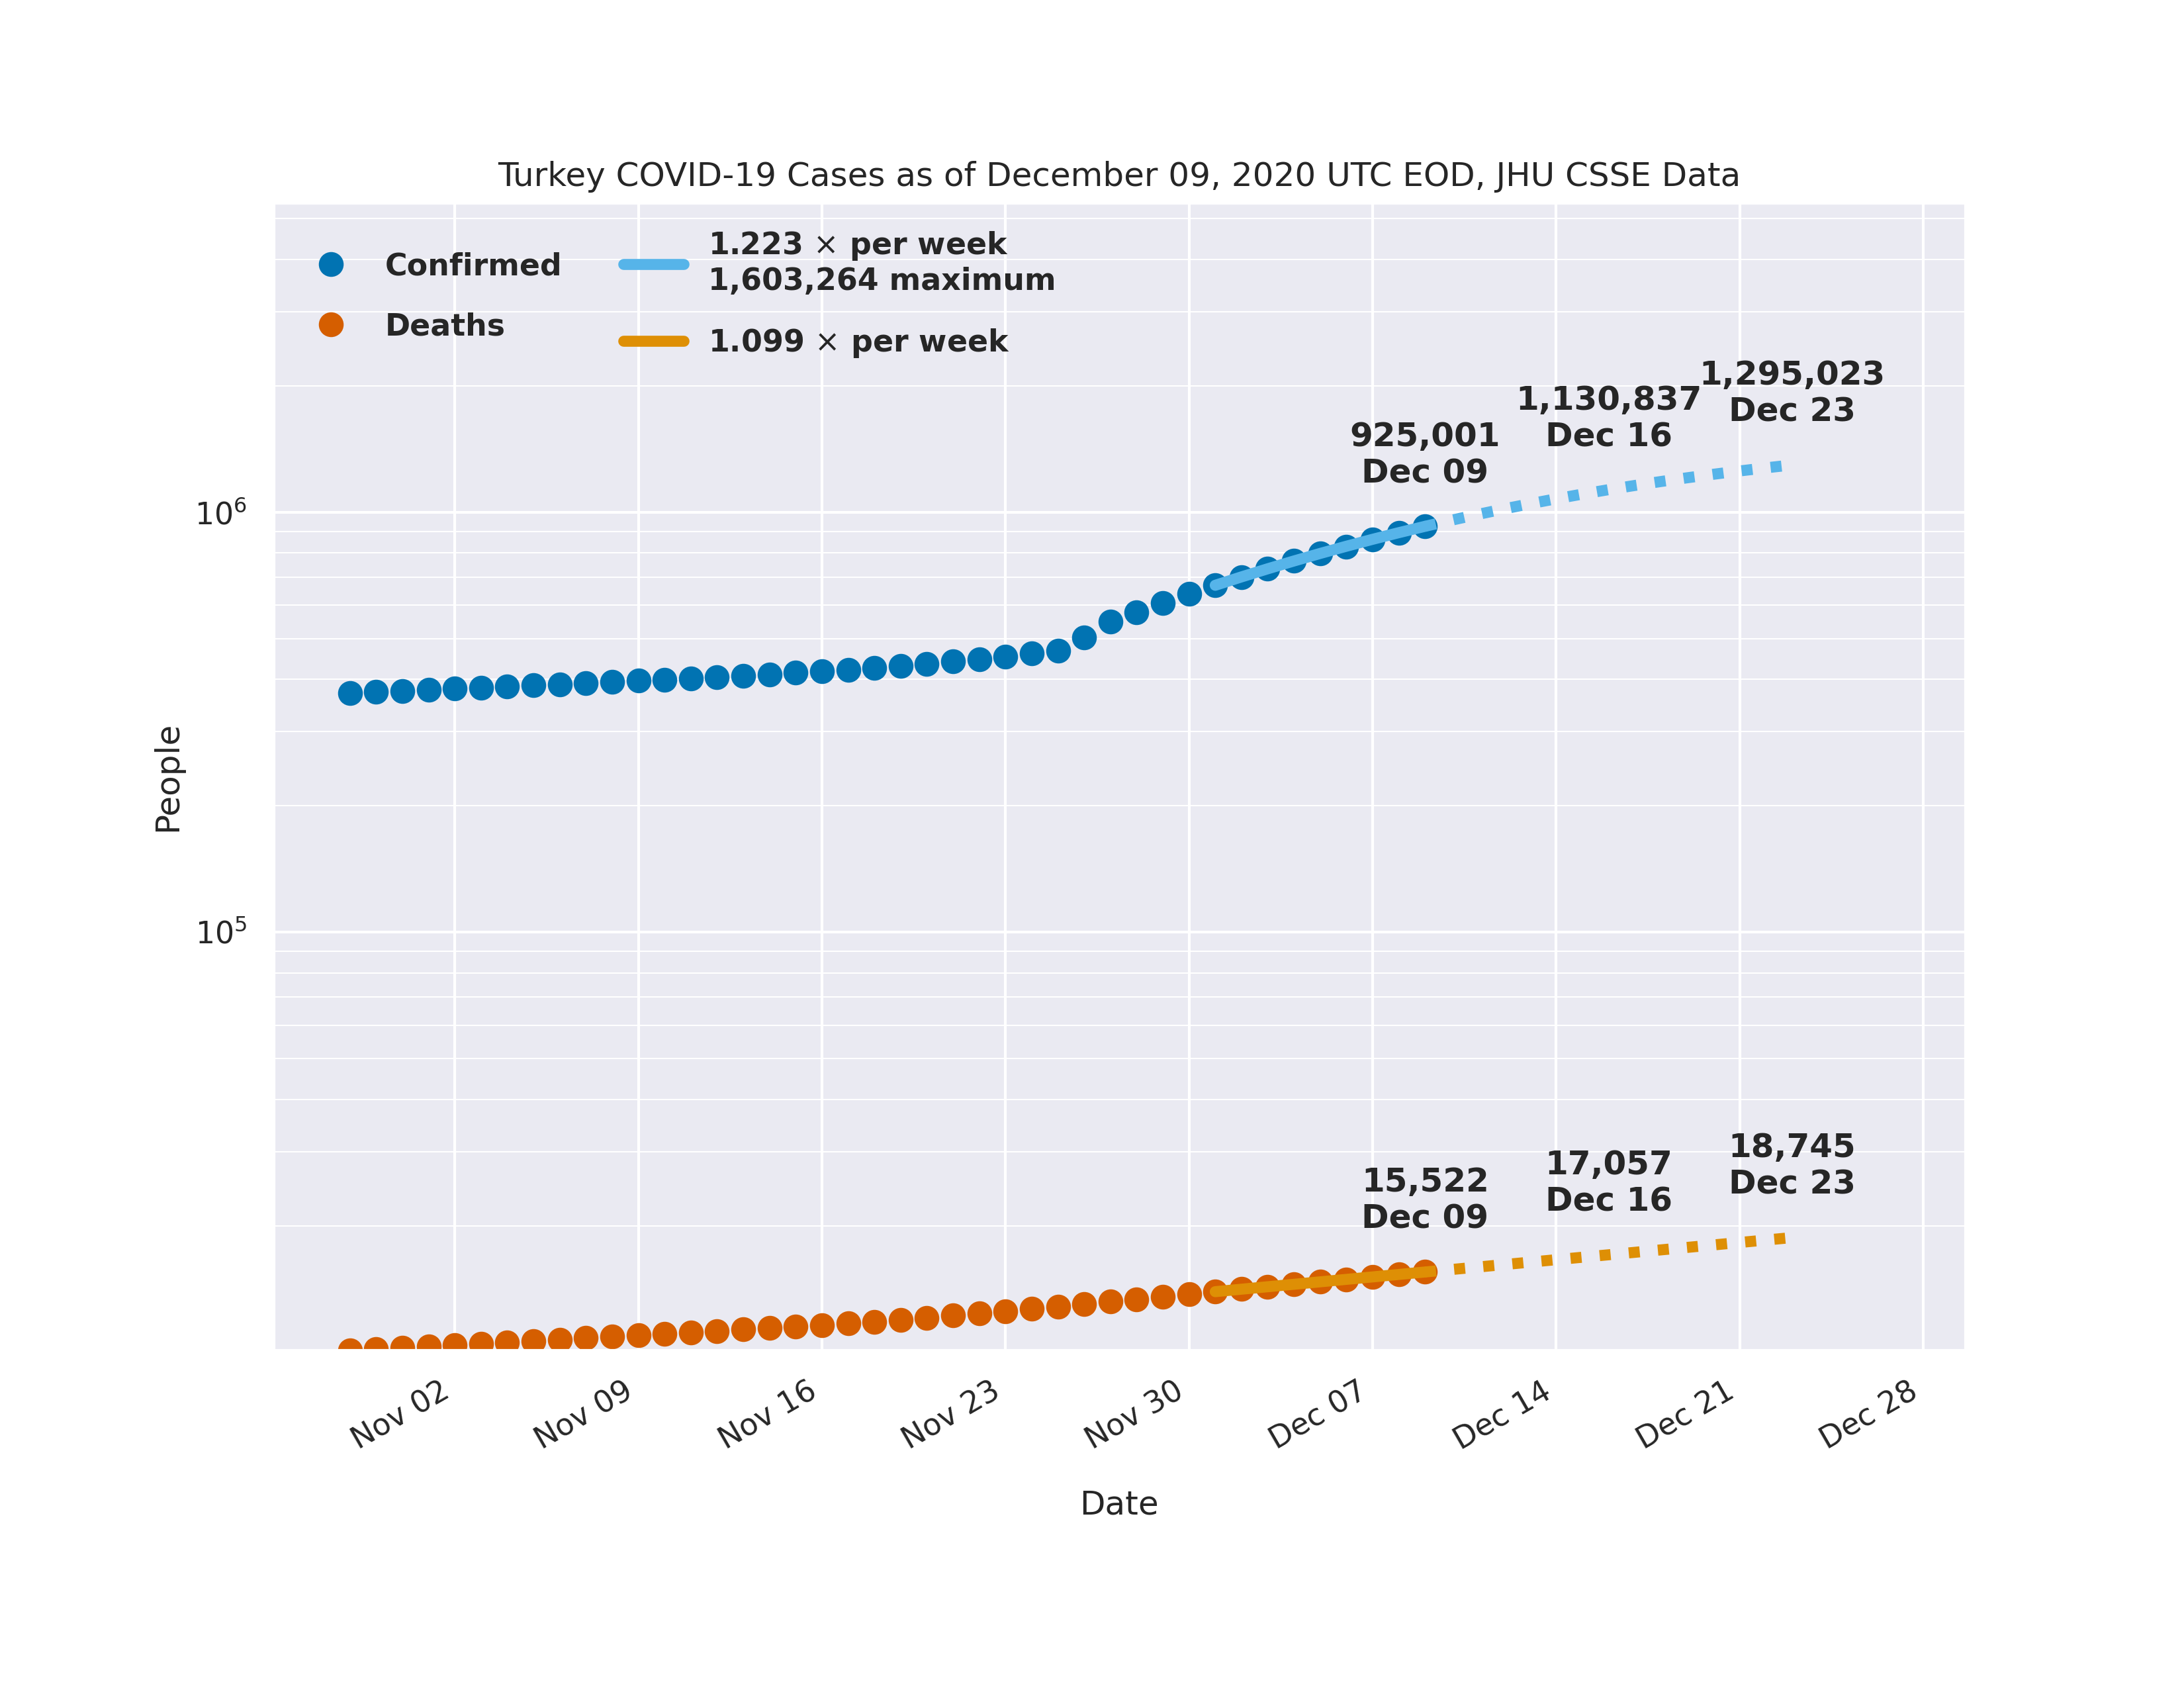 Turkey COVID-19 Cases as of December 09, 2020 UTC EOD, JHU CSSE Data
Confirmed
Deaths
1.223 × per week
1,603,264 maximum
1.099 × per week
925,001
Dec 09
1,130,837
Dec 16
1,295,023
Dec 23
15,522
Dec 09
17,057
Dec 16
18,745
Dec 23
People
10⁶
10⁵
Nov 02
Nov 09
Nov 16
Nov 23
Nov 30
Dec 07
Dec 14
Dec 21
Dec 28
Date